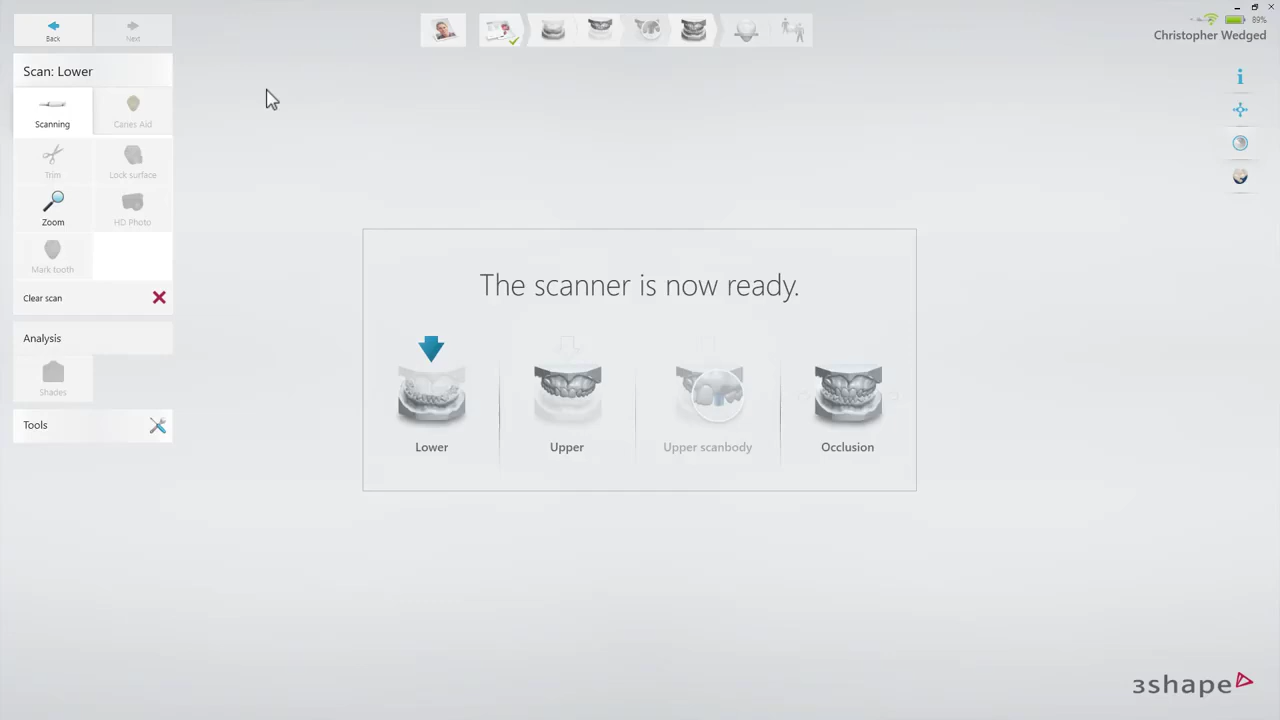 Back
Next
89%
Christopher Wedged
Scan: Lower
Scanning
Caries Aid
Trim
Lock surface
Zoom
HD Photo
Mark tooth
Clear scan
Analysis
Shades
Tools
The scanner is now ready.
Lower
Upper
Upper scanbody
Occlusion
3shape